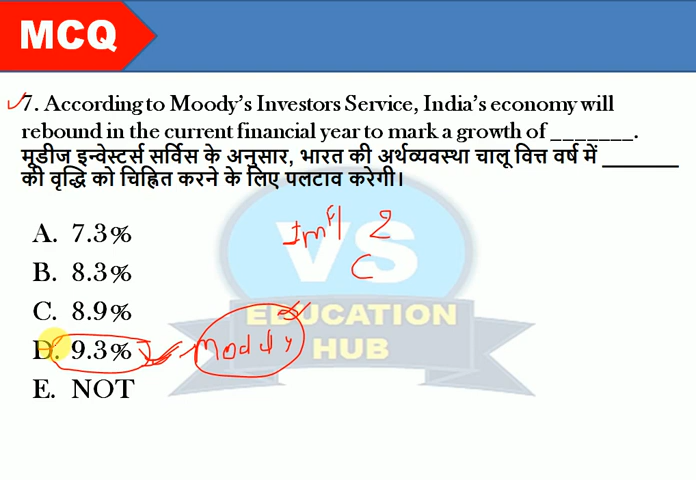 MCQ
7. According to Moody's Investors Service, India's economy will
rebound in the current financial year to mark a growth of _______.
मूडीज इन्वेस्टर्स सर्विस के अनुसार, भारत की अर्थव्यवस्था चालू वित्त वर्ष में _______
की वृद्धि को चिह्नित करने के लिए पलटाव करेगी।
A. 7.3%
B. 8.3%
C. 8.9%
D. 9.3%
E. NOT
VS
EDUCATION
HUB